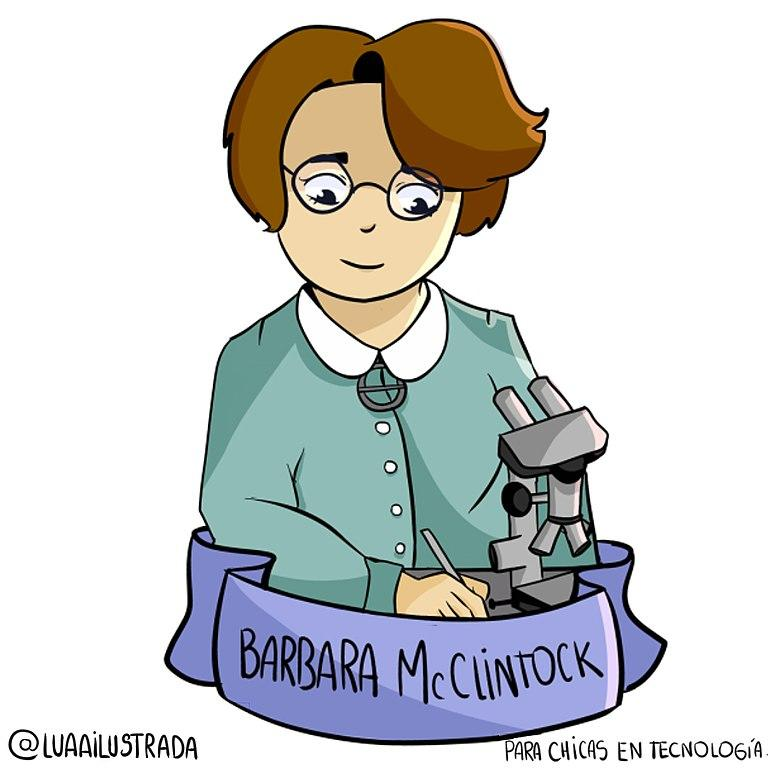 BARBARA McCLINTOCK
@LUAAILUSTRADA
PARA CHICAS EN TECNOLOGÍA.